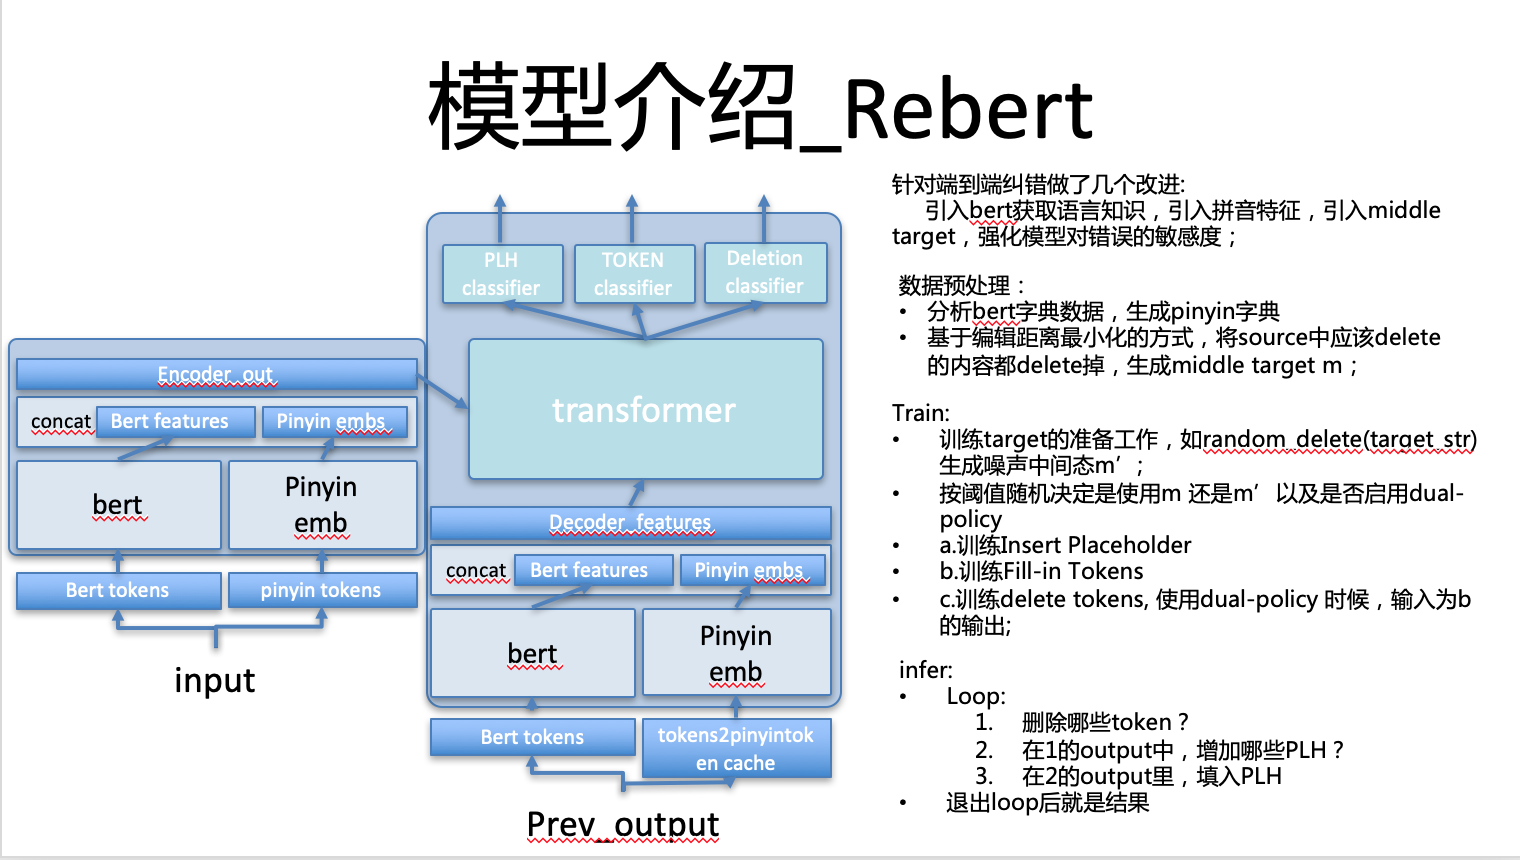 模型介绍_Rebert
PLH
classifier
TOKEN
classifier
Deletion
classifier
transformer
Encoder_out
concat
Bert features
Pinyin embs
bert
Pinyin
emb
Bert tokens
pinyin tokens
input
Decoder_features
concat
Bert features
Pinyin embs
bert
Pinyin
emb
Bert tokens
tokens2pinyintok
en cache
Prev_output
针对端到端纠错做了几个改进:
引入bert获取语言知识，引入拼音特征，引入middle
target，强化模型对错误的敏感度；
数据预处理：
• 分析bert字典数据，生成pinyin字典
• 基于编辑距离最小化的方式，将source中应该delete
的内容都delete掉，生成middle target m；
Train:
• 训练target的准备工作，如random_delete(target_str)
生成噪声中间态m’；
• 按阈值随机决定是使用m 还是m’以及是否启用dual-
policy
• a.训练Insert Placeholder
• b.训练Fill-in Tokens
• c.训练delete tokens, 使用dual-policy 时候，输入为b
的输出;
infer:
• Loop:
1. 删除哪些token？
2. 在1的output中，增加哪些PLH？
3. 在2的output里，填入PLH
• 退出loop后就是结果